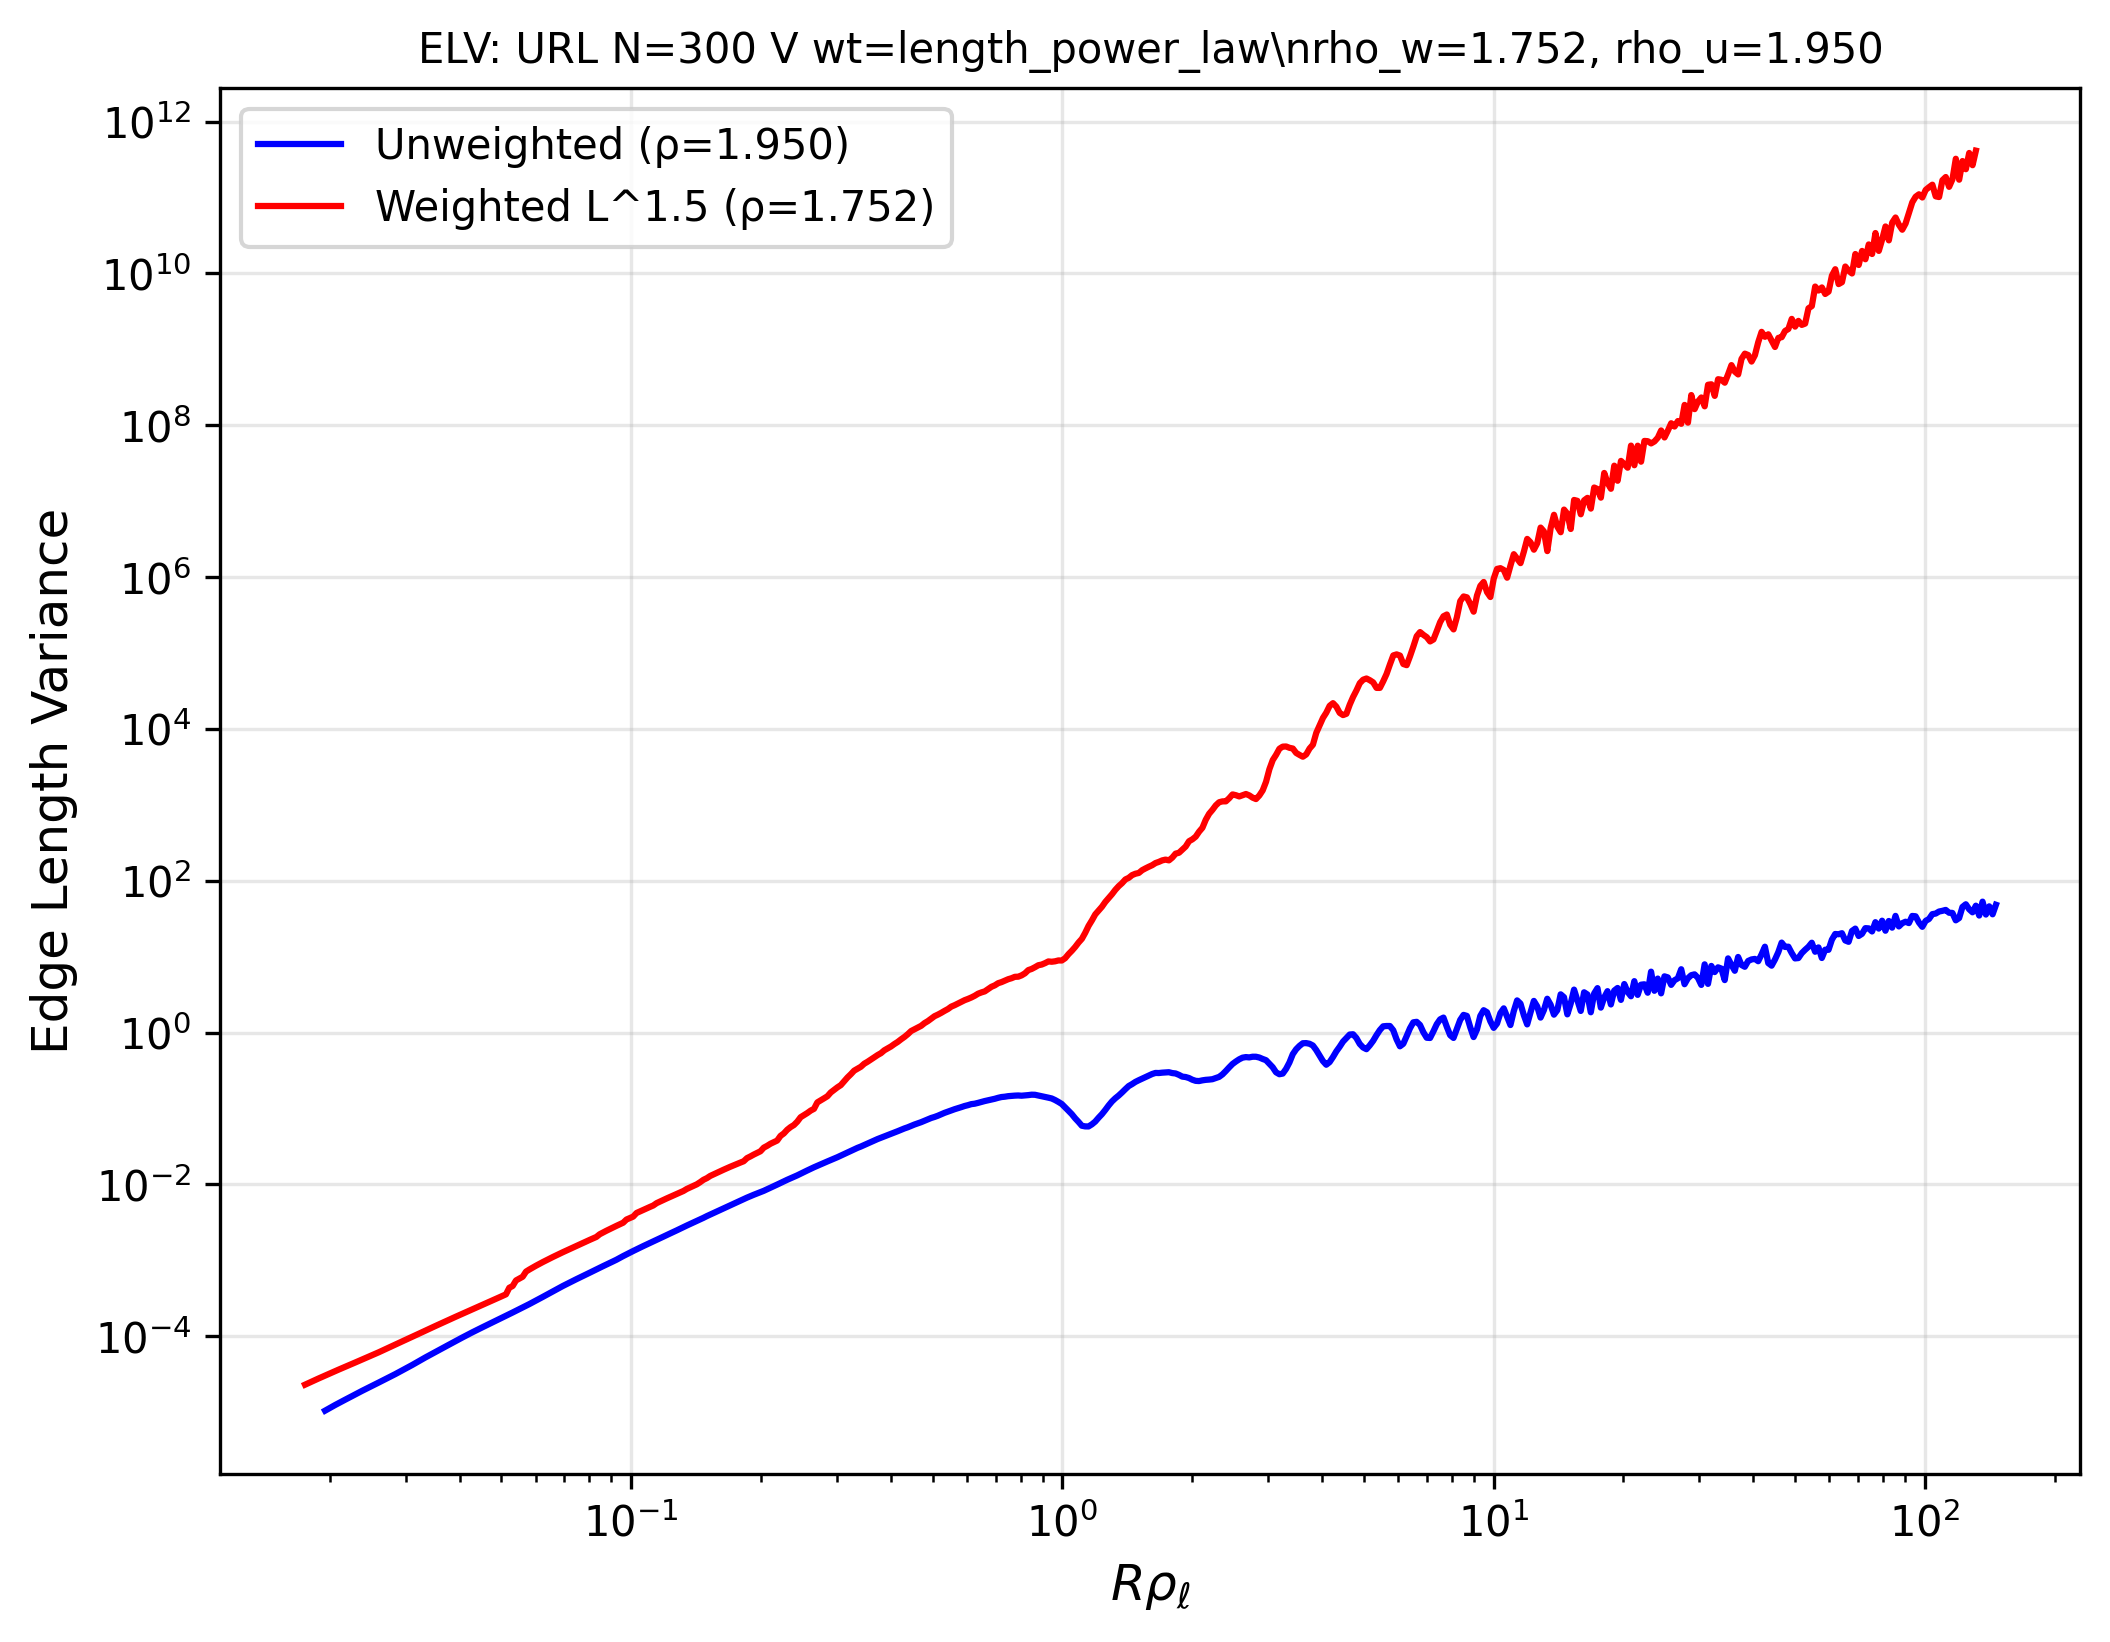 ELV: URL N=300 V wt=length_power_law\nrho_w=1.752, rho_u=1.950
Unweighted (ρ=1.950)
Weighted L^1.5 (ρ=1.752)
Edge Length Variance
10^12
10^10
10^8
10^6
10^4
10^2
10^0
10^−2
10^−4
10^−1
10^0
10^1
10^2
Rρ_ℓ